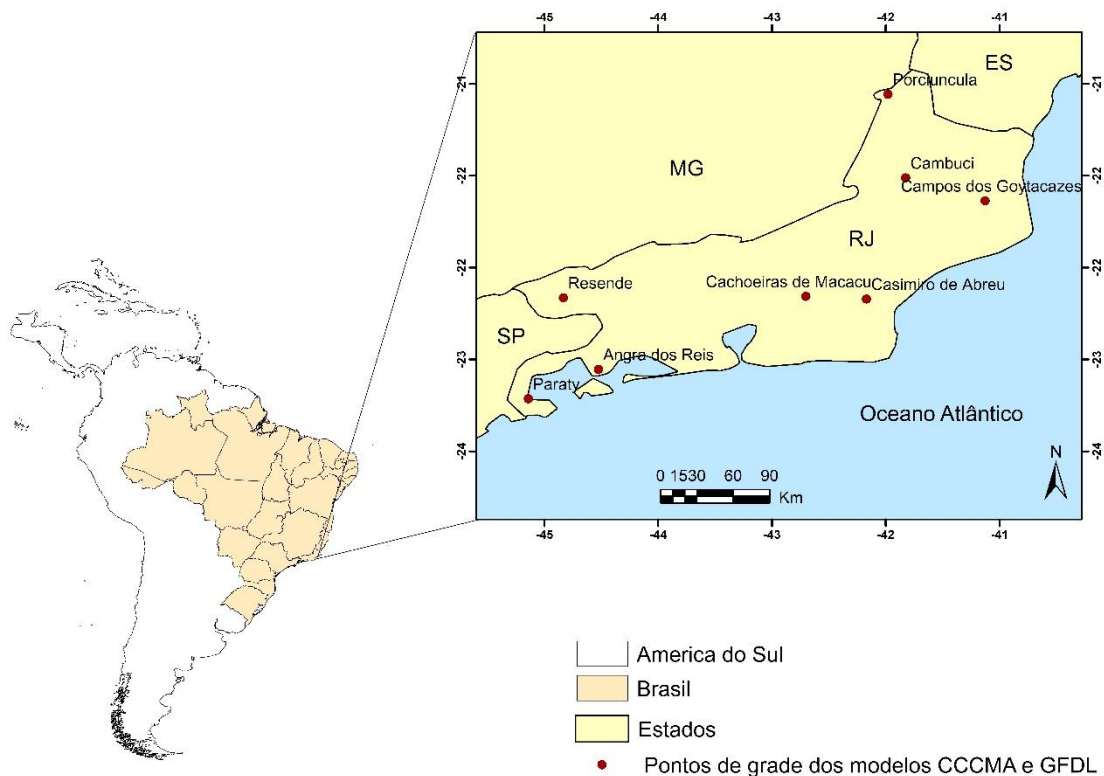 -45 -44 -43 -42 -41
-21 -21
ES
Porciuncula
MG
Cambuci
-22 -22
Campos dos Goytacazes
RJ
-22 -22
Resende
Cachoeiras de Macacu
Casimiro de Abreu
SP
Angra dos Reis
-23 -23
Paraty
Oceano Atlântico
-24 -24
N
0 1530 60 90
Km
-45 -44 -43 -42 -41
America do Sul
Brasil
Estados
Pontos de grade dos modelos CCCMA e GFDL